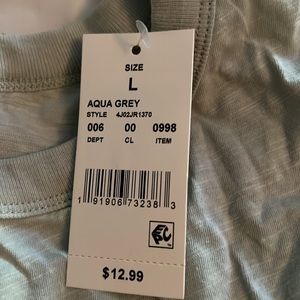 SIZE
L
AQUA GREY
STYLE 4J02JR1370
006 00 0998
DEPT CL ITEM
1 91906 73238 3
$12.99